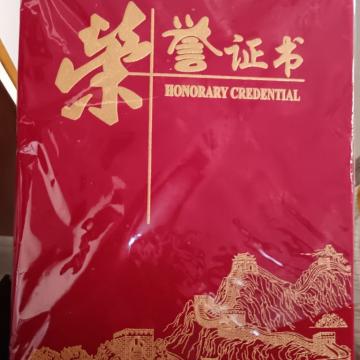 荣誉证书
HONORARY CREDENTIAL